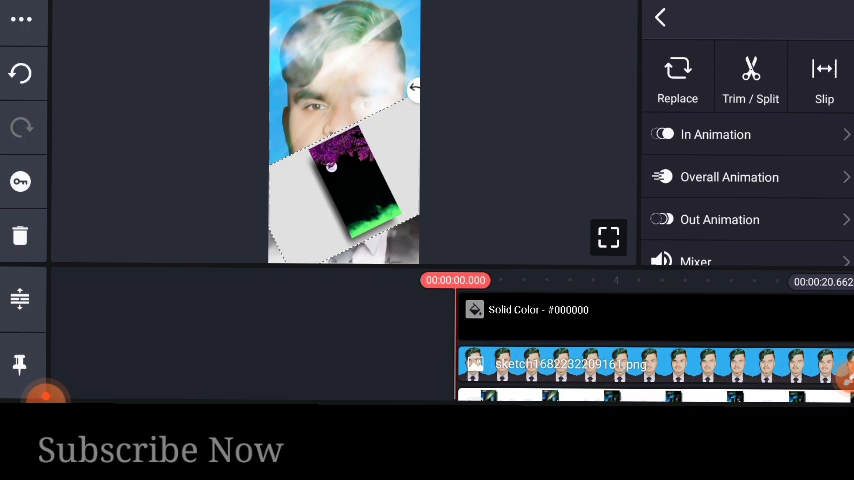 Replace
Trim / Split
Slip
In Animation
Overall Animation
Out Animation
Mixer
00:00:00.000
4
00:00:20.662
Solid Color - #000000
sketch1682232209161.png
Subscribe Now